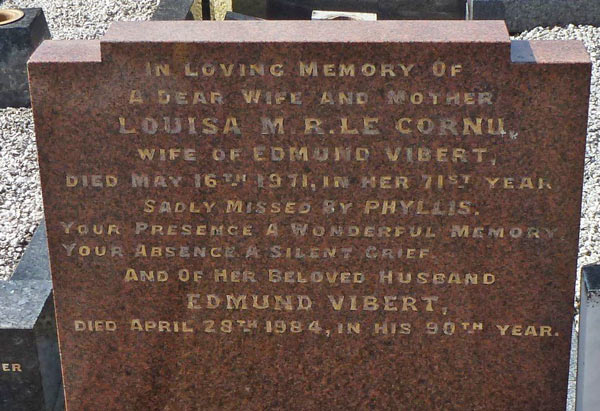 IN LOVING MEMORY OF
A DEAR WIFE AND MOTHER
LOUISA M.R. LE CORNU,
WIFE OF EDMUND VIBERT,
DIED MAY 16TH 1971, IN HER 71ST YEAR
SADLY MISSED BY PHYLLIS.
YOUR PRESENCE A WONDERFUL MEMORY
YOUR ABSENCE A SILENT GRIEF
AND OF HER BELOVED HUSBAND
EDMUND VIBERT,
DIED APRIL 28TH 1984, IN HIS 90TH YEAR.
ER